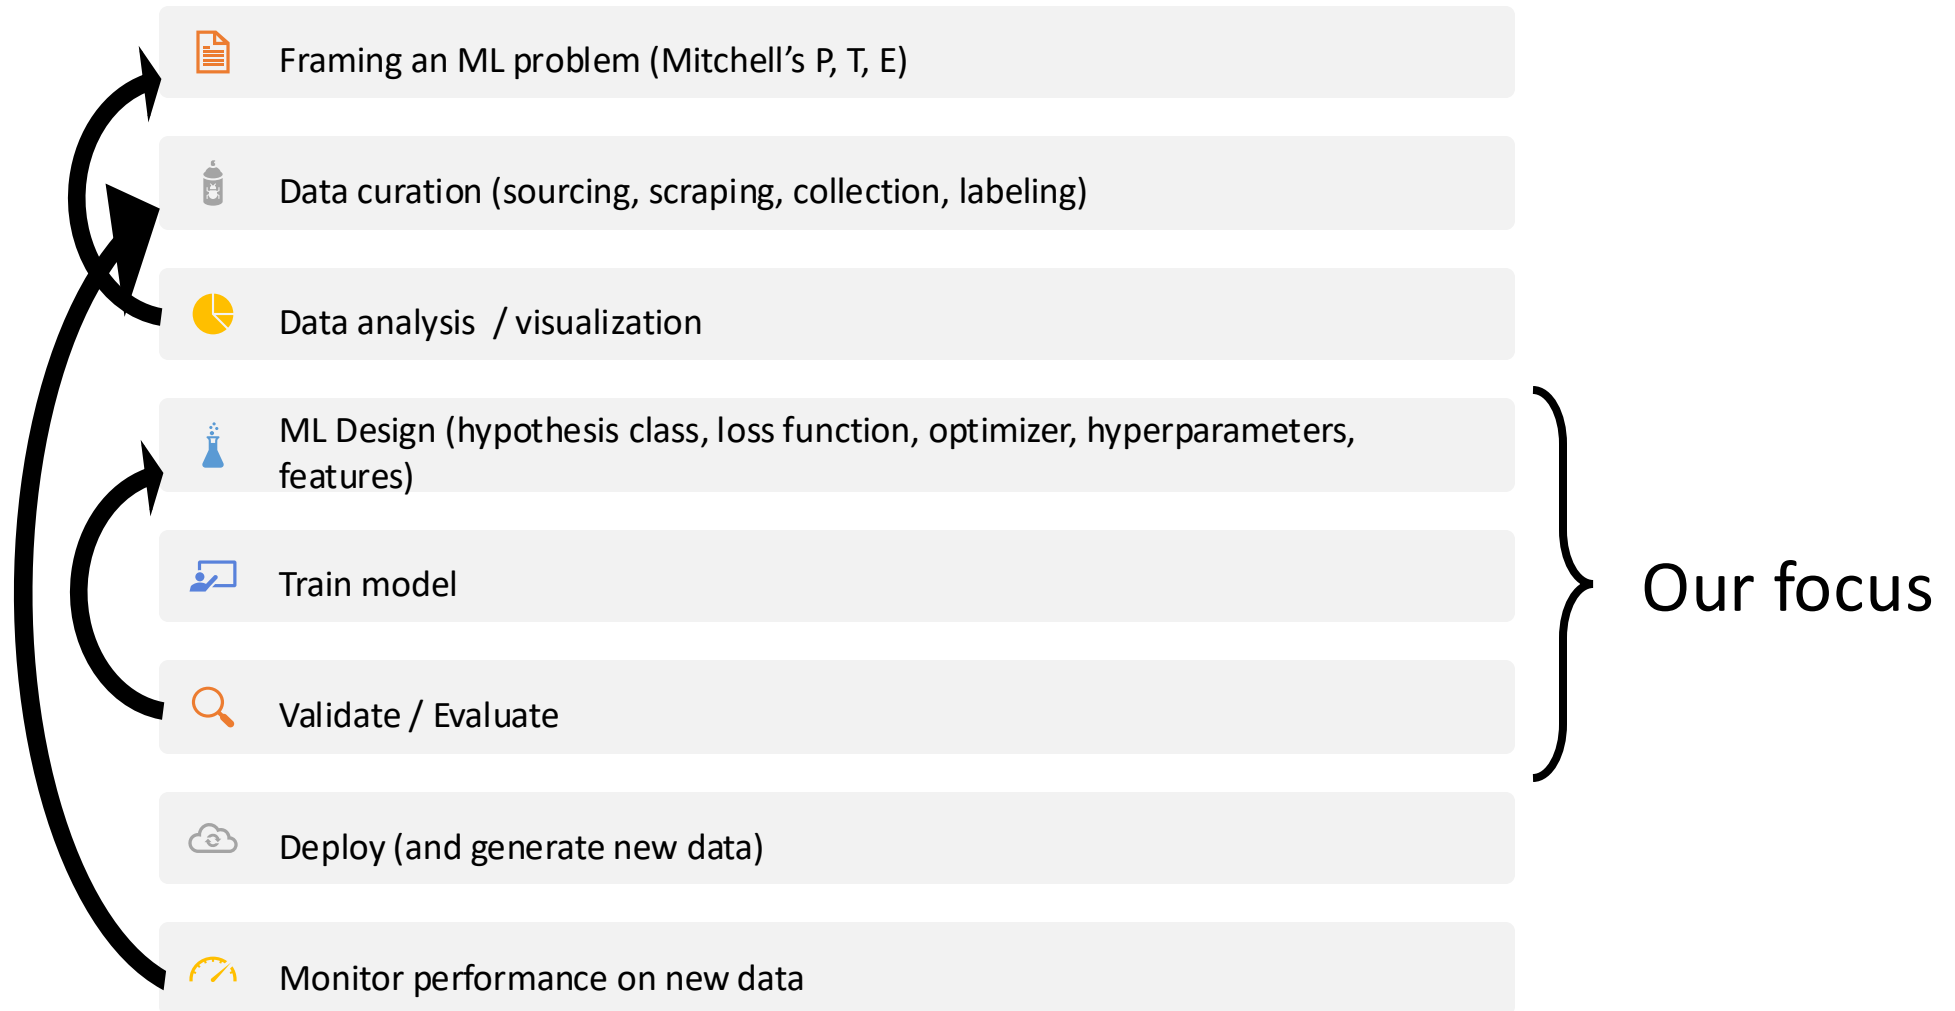 Framing an ML problem (Mitchell’s P, T, E)
Data curation (sourcing, scraping, collection, labeling)
Data analysis / visualization
ML Design (hypothesis class, loss function, optimizer, hyperparameters,
features)
Train model
Validate / Evaluate
Our focus
Deploy (and generate new data)
Monitor performance on new data